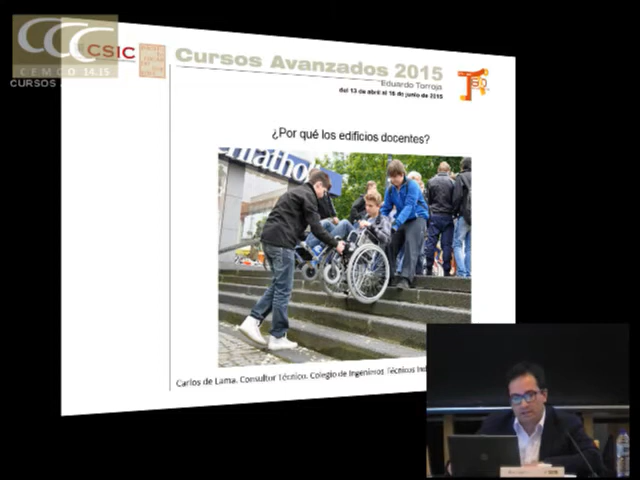 CCC
CEMCO 14.15
CURSOS
CSIC
Cursos Avanzados 2015
Eduardo Torroja
del 13 de abril al 16 de junio de 2015
¿Por qué los edificios docentes?
Carlos de Lama. Consultor Técnico. Colegio de Ingenieros Técnicos